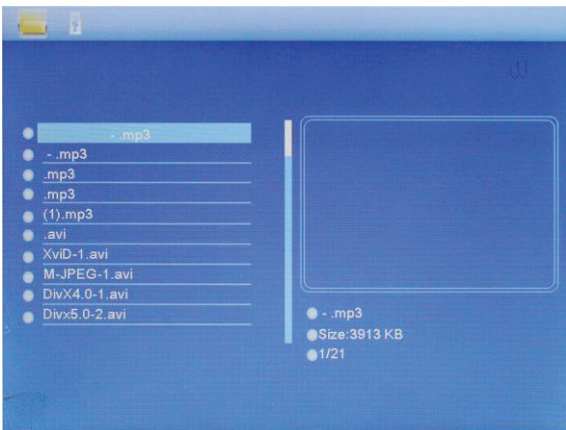 - .mp3
- .mp3
.mp3
.mp3
(1).mp3
.avi
XviD-1.avi
M-JPEG-1.avi
DivX4.0-1.avi
Divx5.0-2.avi
- .mp3
Size:3913 KB
1/21